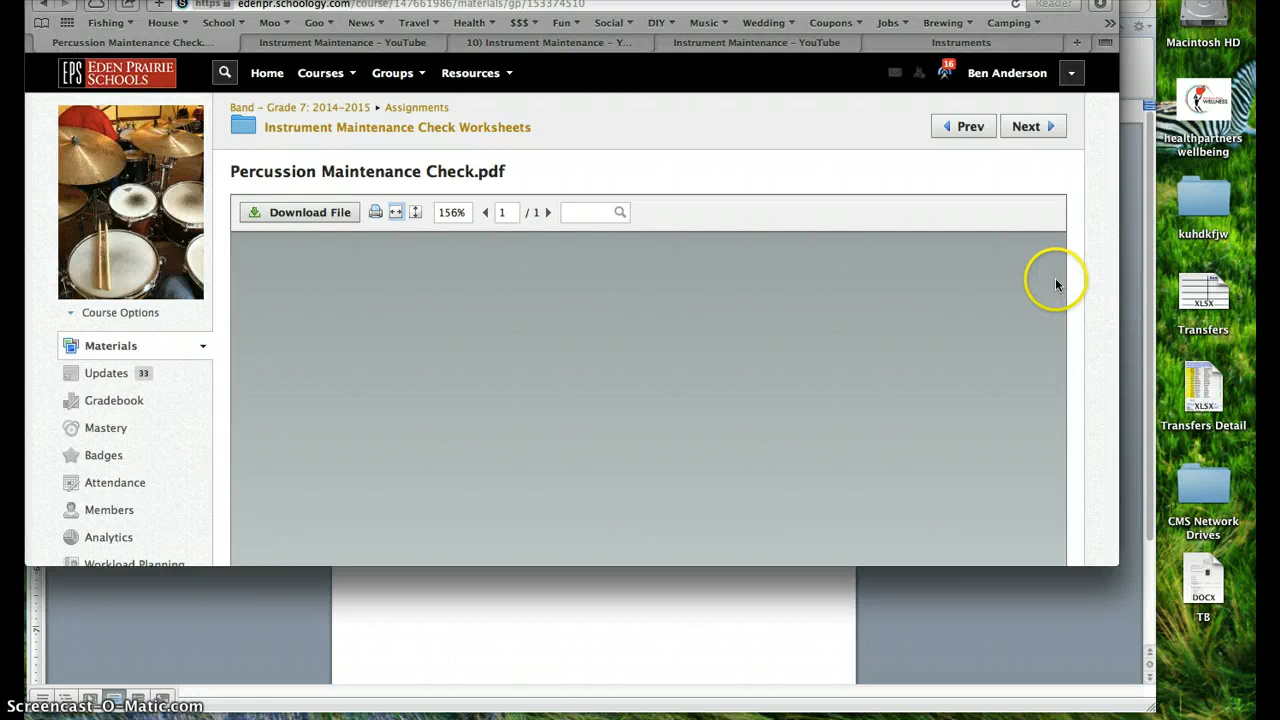 https edenpr.schoology.com/course/147661986/materials/gp/153374510 Reader
Fishing House School Moo Goo News Travel Health $$$ Fun Social DIY Music Wedding Coupons Jobs Brewing Camping
Percussion Maintenance Check.... Instrument Maintenance – YouTube 10) Instrument Maintenance – Y... Instrument Maintenance – YouTube Instruments
EPS EDEN PRAIRIE SCHOOLS Home Courses Groups Resources 16 Ben Anderson
Band – Grade 7: 2014–2015 Assignments
Instrument Maintenance Check Worksheets
Prev Next
Percussion Maintenance Check.pdf
Download File 156% 1 / 1
Course Options
Materials
Updates 33
Gradebook
Mastery
Badges
Attendance
Members
Analytics
Workload Planning
Macintosh HD
healthpartners
wellbeing
kuhdkfjw
XLSX
Transfers
XLSX
Transfers Detail
CMS Network
Drives
DOCX
TB
Screencast-O-Matic.com